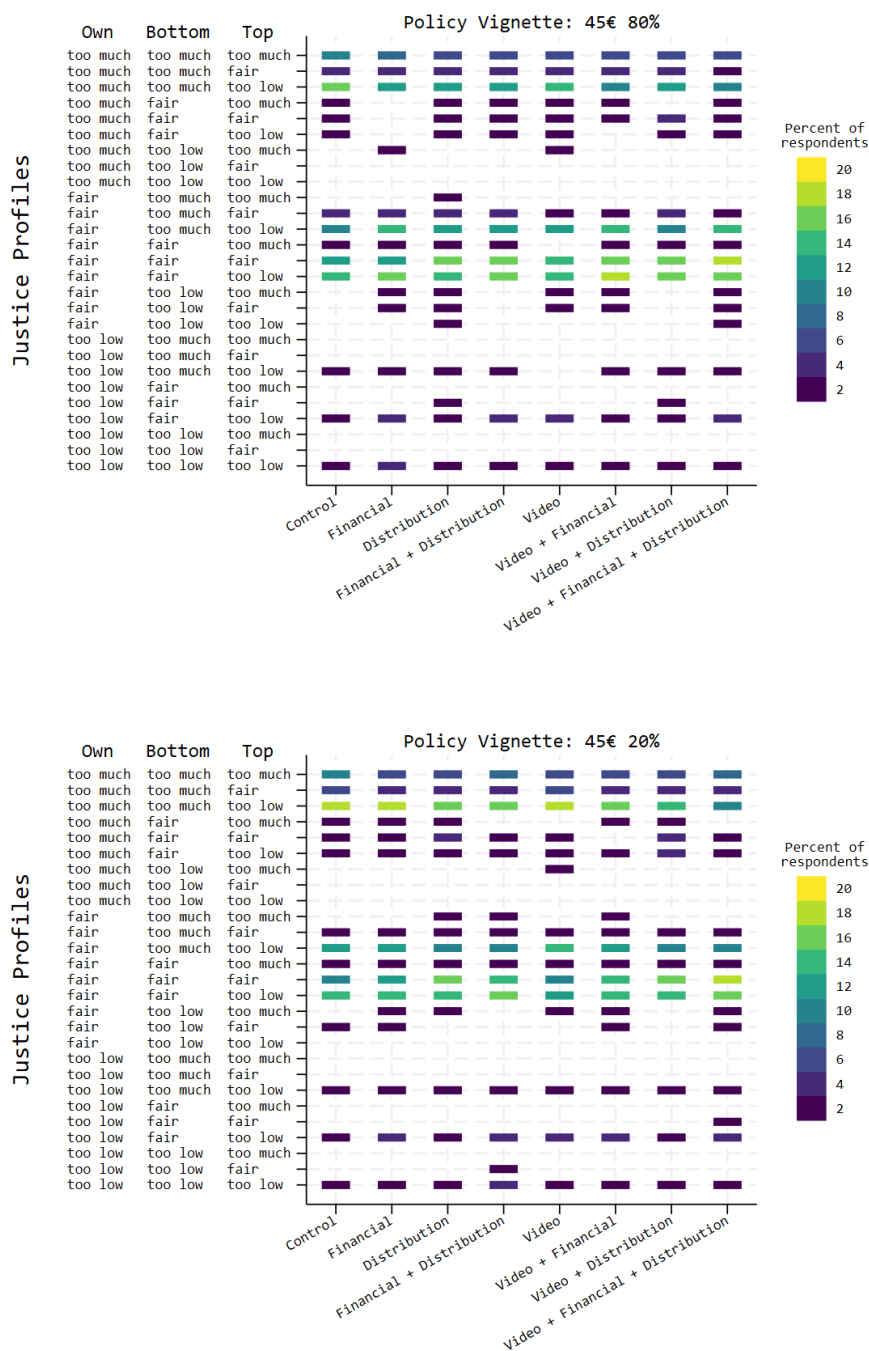 Policy Vignette: 45€ 80%
Own Bottom Top
too much too much too much
too much too much fair
too much too much too low
too much fair too much
too much fair fair
too much fair too low
too much too low too much
too much too low fair
too much too low too low
fair too much too much
fair too much fair
fair too much too low
fair fair too much
fair fair fair
fair fair too low
fair too low too much
fair too low fair
fair too low too low
too low too much too much
too low too much fair
too low too much too low
too low fair too much
too low fair fair
too low fair too low
too low too low too much
too low too low fair
too low too low too low
Justice Profiles
Control
Financial
Distribution
Financial + Distribution
Video
Video + Financial
Video + Distribution
Video + Financial + Distribution
Percent of
respondents
20
18
16
14
12
10
8
6
4
2
Policy Vignette: 45€ 20%
Own Bottom Top
too much too much too much
too much too much fair
too much too much too low
too much fair too much
too much fair fair
too much fair too low
too much too low too much
too much too low fair
too much too low too low
fair too much too much
fair too much fair
fair too much too low
fair fair too much
fair fair fair
fair fair too low
fair too low too much
fair too low fair
fair too low too low
too low too much too much
too low too much fair
too low too much too low
too low fair too much
too low fair fair
too low fair too low
too low too low too much
too low too low fair
too low too low too low
Justice Profiles
Control
Financial
Distribution
Financial + Distribution
Video
Video + Financial
Video + Distribution
Video + Financial + Distribution
Percent of
respondents
20
18
16
14
12
10
8
6
4
2